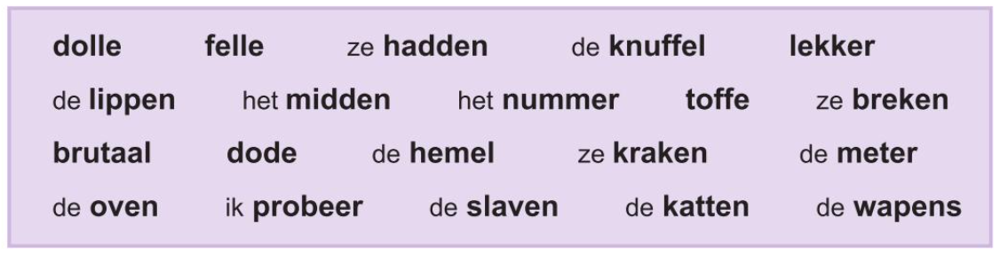 dolle felle ze hadden de knuffel lekker
de lippen het midden het nummer toffe ze breken
brutaal dode de hemel ze kraken de meter
de oven ik probeer de slaven de katten de wapens